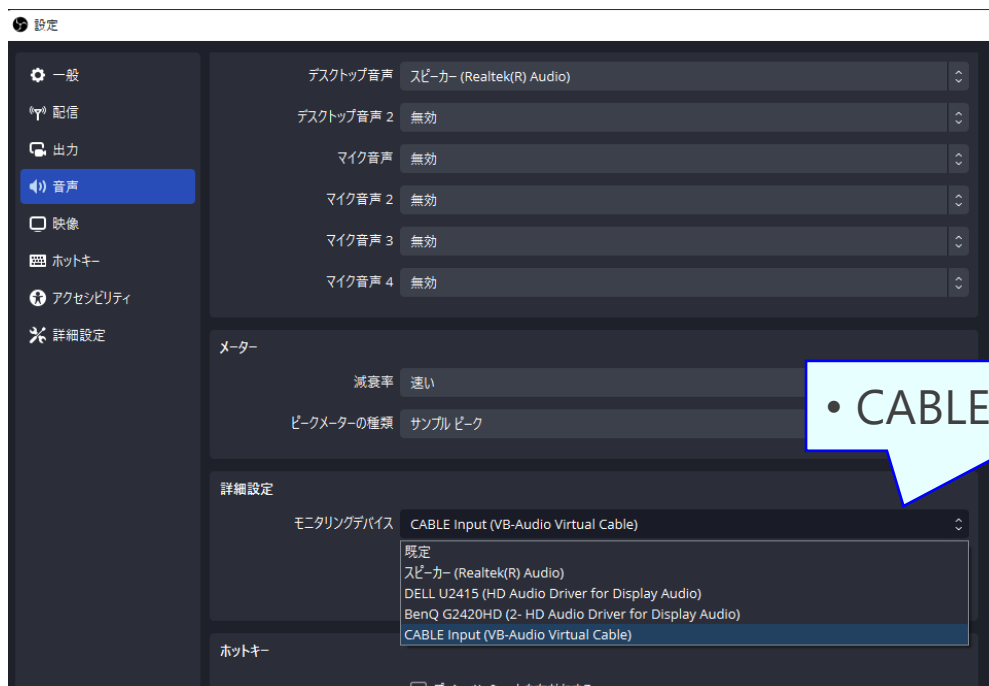 設定
一般
配信
出力
音声
映像
ホットキー
アクセシビリティ
詳細設定
デスクトップ音声 スピーカー (Realtek(R) Audio)
デスクトップ音声 2 無効
マイク音声 無効
マイク音声 2 無効
マイク音声 3 無効
マイク音声 4 無効
メーター
減衰率 速い
ピークメーターの種類 サンプル ピーク
• CABLE
詳細設定
モニタリングデバイス CABLE Input (VB-Audio Virtual Cable)
既定
スピーカー (Realtek(R) Audio)
DELL U2415 (HD Audio Driver for Display Audio)
BenQ G2420HD (2- HD Audio Driver for Display Audio)
CABLE Input (VB-Audio Virtual Cable)
ホットキー